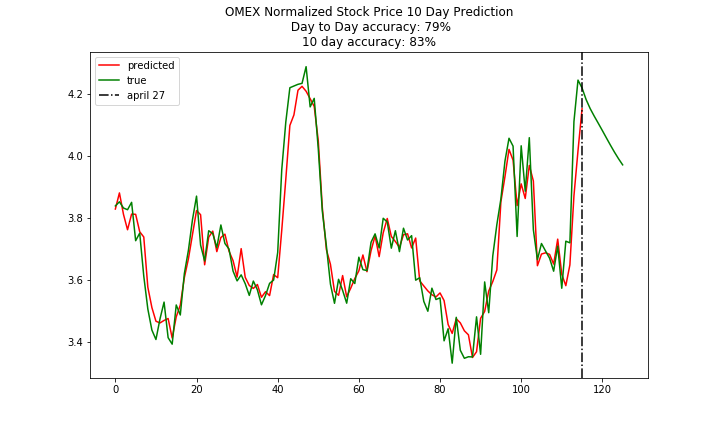 OMEX Normalized Stock Price 10 Day Prediction
Day to Day accuracy: 79%
10 day accuracy: 83%
predicted
true
april 27
4.2
4.0
3.8
3.6
3.4
0 20 40 60 80 100 120